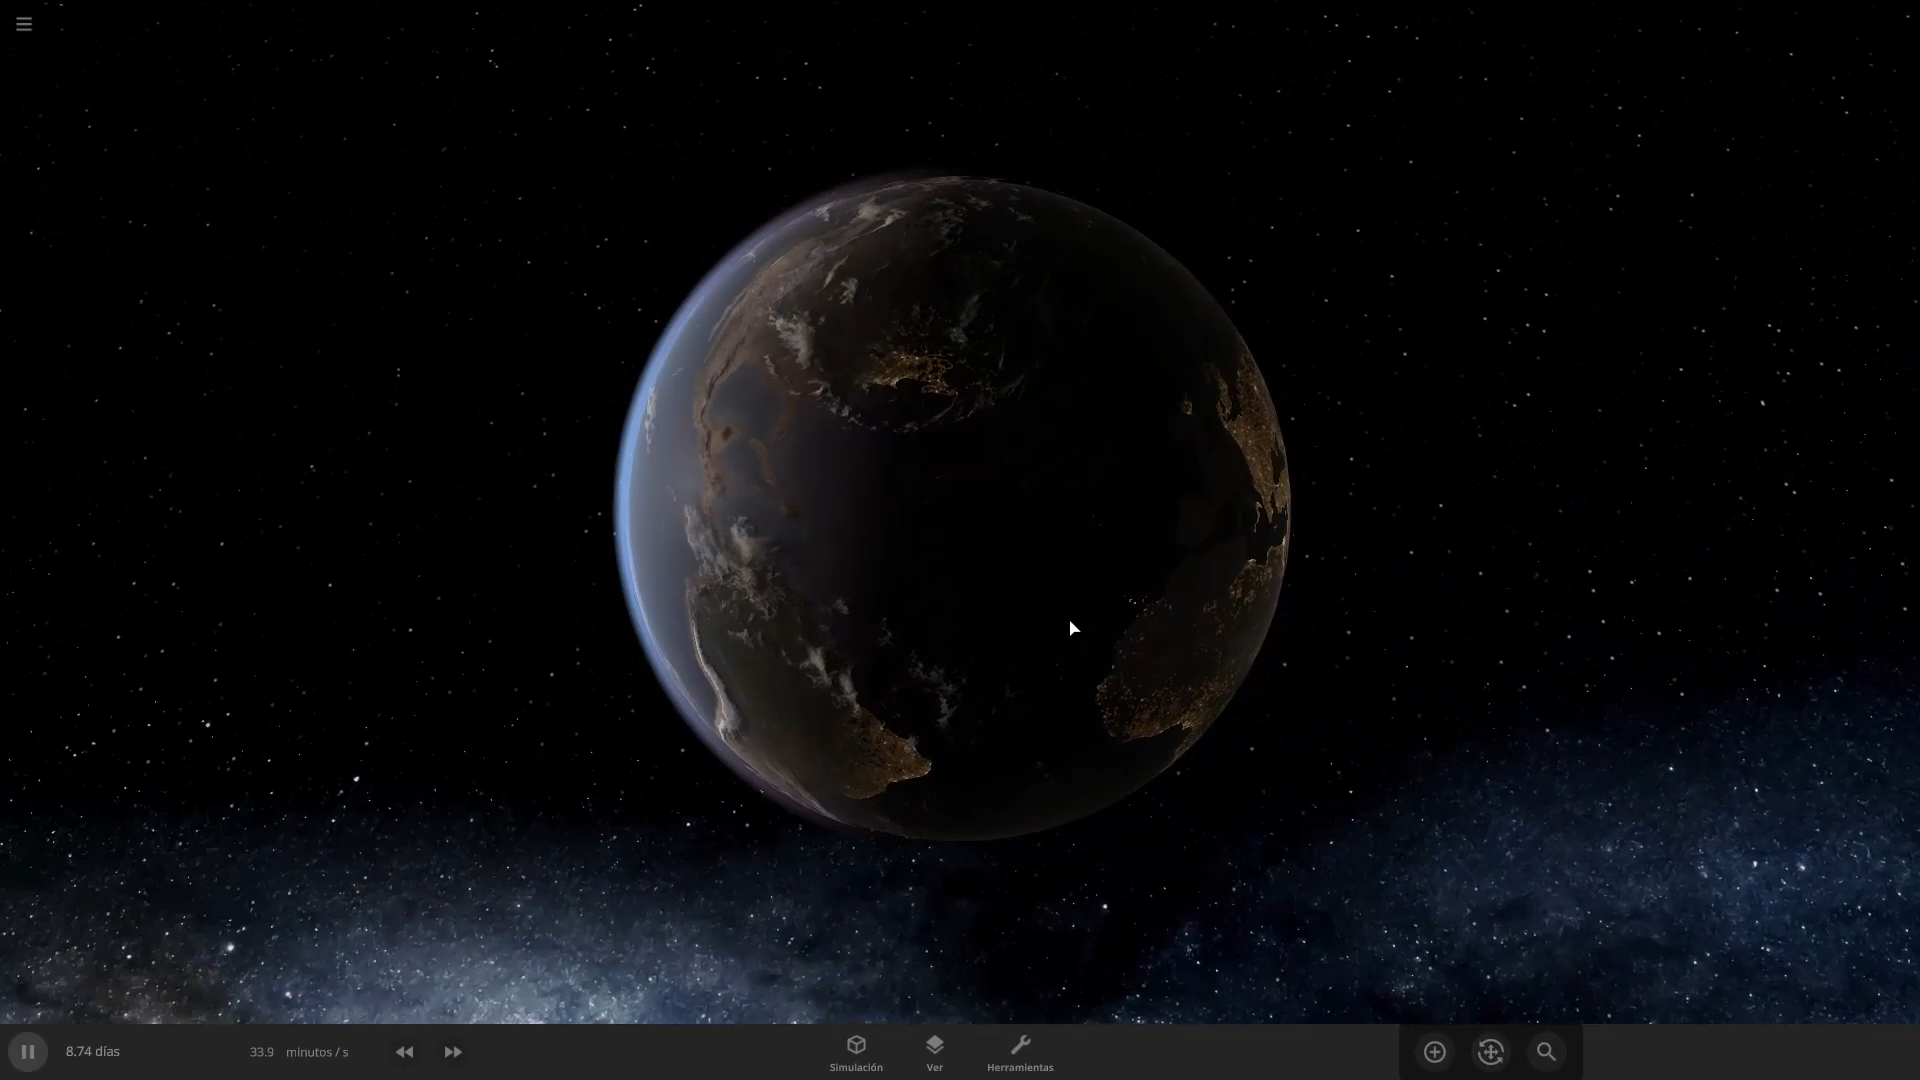 8.74 días
33.9 minutos / s
Simulación
Ver
Herramientas